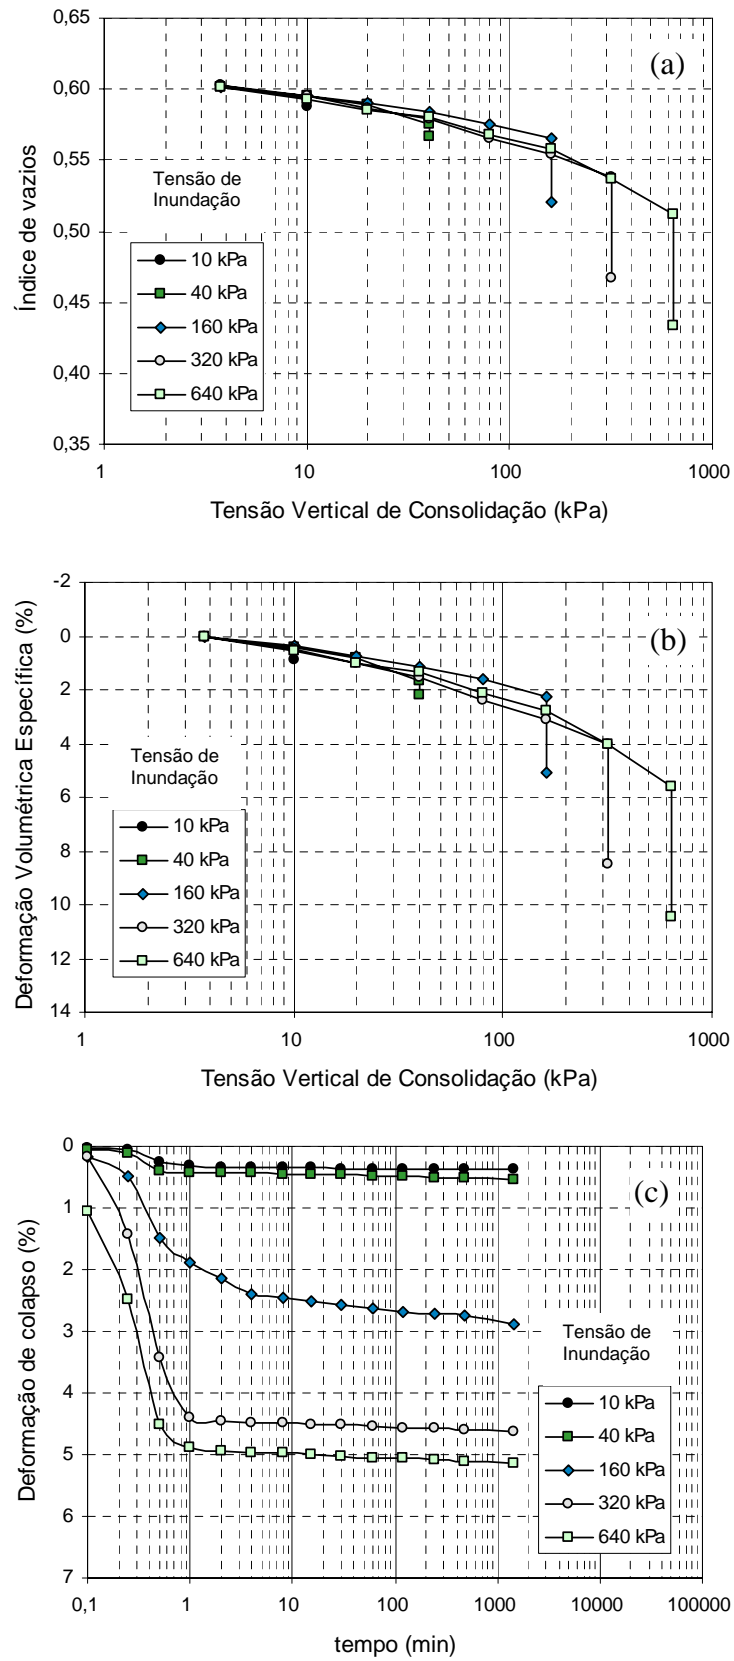 0,65
0,60
0,55
0,50
0,45
0,40
0,35
Índice de vazios
(a)
Tensão de
Inundação
10 kPa
40 kPa
160 kPa
320 kPa
640 kPa
1
10
100
1000
Tensão Vertical de Consolidação (kPa)
-2
0
2
4
6
8
10
12
14
Deformação Volumétrica Específica (%)
(b)
Tensão de
Inundação
10 kPa
40 kPa
160 kPa
320 kPa
640 kPa
1
10
100
1000
Tensão Vertical de Consolidação (kPa)
0
1
2
3
4
5
6
7
Deformação de colapso (%)
(c)
Tensão de
Inundação
10 kPa
40 kPa
160 kPa
320 kPa
640 kPa
0,1
1
10
100
1000
10000
100000
tempo (min)